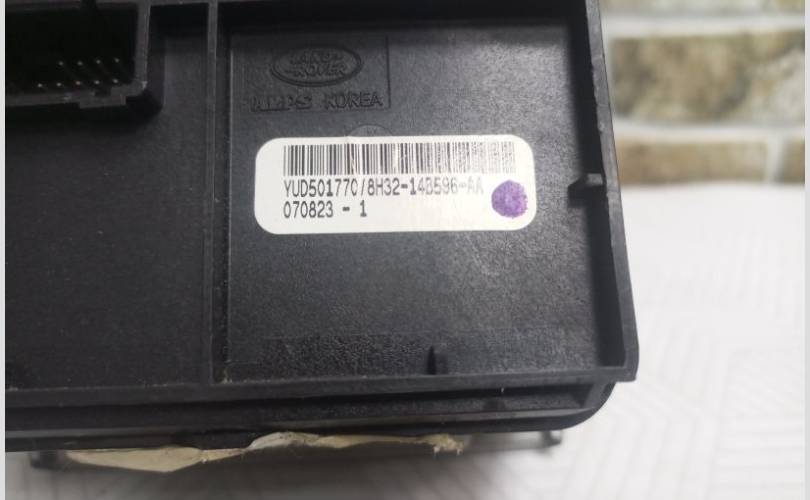 LAND-
-ROVER
ALPS KOREA
YUD501770/8H32-14B596-AA
070823 - 1